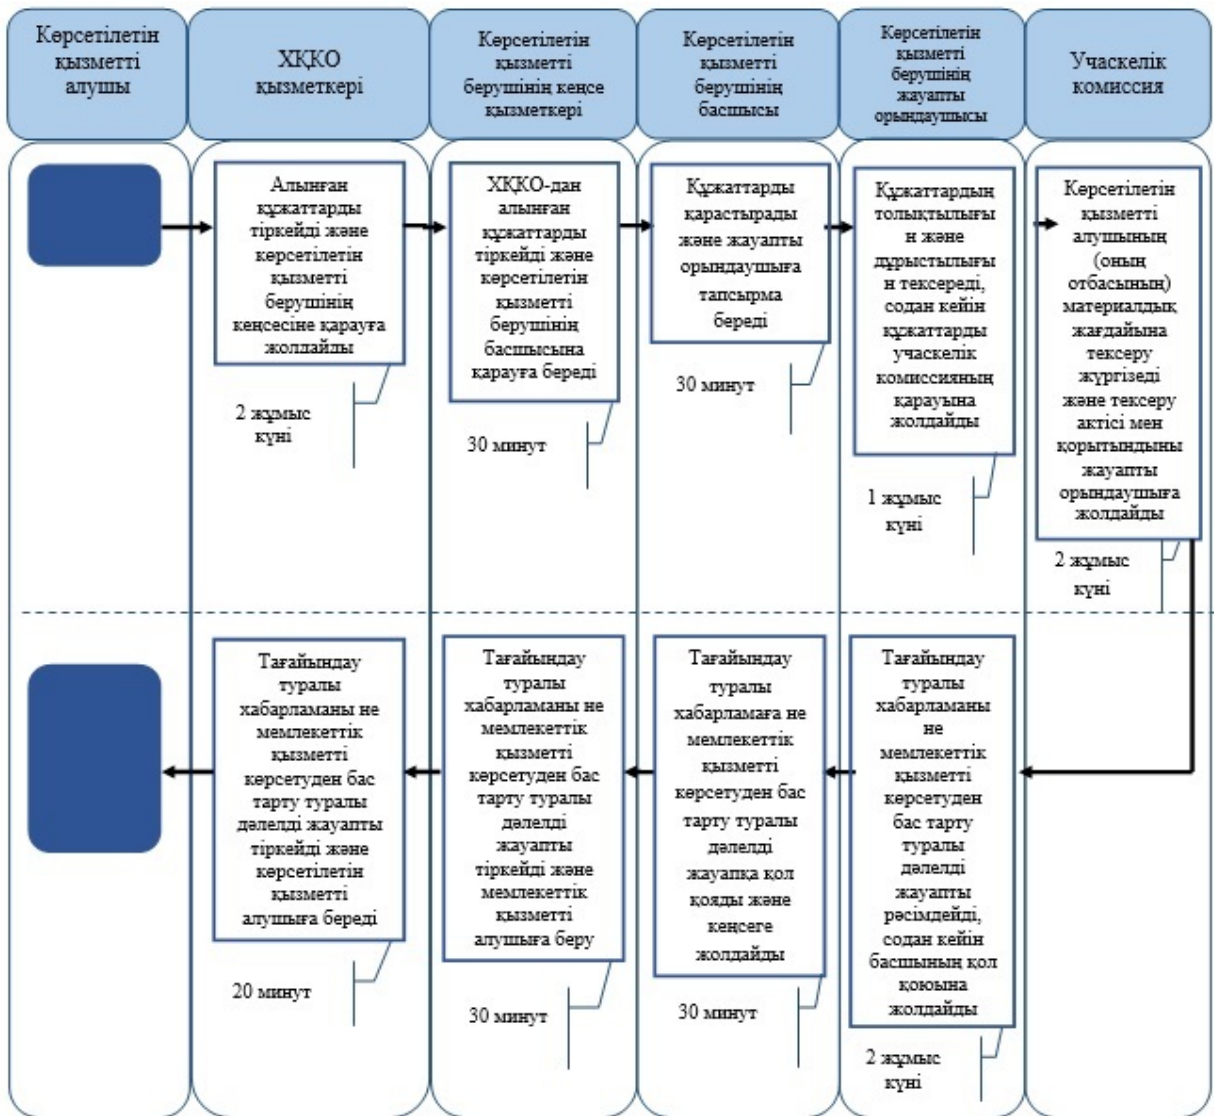 Көрсетілетін
қызметті
алушы
ХҚКО
қызметкері
Көрсетілетін
қызметті
берушінің кеңсе
қызметкері
Көрсетілетін
қызметті
берушінің
басшысы
Көрсетілетін
қызметті
берушінің
жауапты
орындаушысы
Учаскелік
комиссия
Алынған
құжаттарды
тіркейді және
көрсетілетін
қызметті
берушінің
кеңсесіне қарауға
жолдайды
2 жұмыс
күні
ХҚКО-дан
алынған
құжаттарды
тіркейді және
көрсетілетін
қызметті
берушінің
басшысына
қарауға береді
30 минут
Құжаттарды
қарастырады
және жауапты
орындаушыға
тапсырма
береді
30 минут
Құжаттардың
толықтылығы
н және
дұрыстылығы
н тексереді,
содан кейін
құжаттарды
учаскелік
комиссияның
қарауына
жолдайды
1 жұмыс
күні
Көрсетілетін
қызметті
алушының
(оның
отбасының)
материалдық
жағдайына
тексеру
жүргізеді
және тексеру
актісі мен
қорытындыны
жауапты
орындаушыға
жолдайды
2 жұмыс
күні
Тағайындау
туралы
хабарламаны не
мемлекеттік
қызметті
көрсетуден бас
тарту туралы
дәлелді жауапты
тіркейді және
көрсетілетін
қызметті
алушыға береді
20 минут
Тағайындау
туралы
хабарламаны не
мемлекеттік
қызметті
көрсетуден бас
тарту туралы
дәлелді
жауапты
тіркейді және
мемлекеттік
қызметті
алушыға беру
30 минут
Тағайындау
туралы
хабарламаға не
мемлекеттік
қызметті
көрсетуден бас
тарту туралы
дәлелді
жауапқа қол
қояды және
кеңсеге
жолдайды
30 минут
Тағайындау
туралы
хабарламаны
не
мемлекеттік
қызметті
көрсетуден
бас тарту
туралы
дәлелді
жауапты
рәсімдейді,
содан кейін
басшының қол
қоюына
жолдайды
2 жұмыс
күні